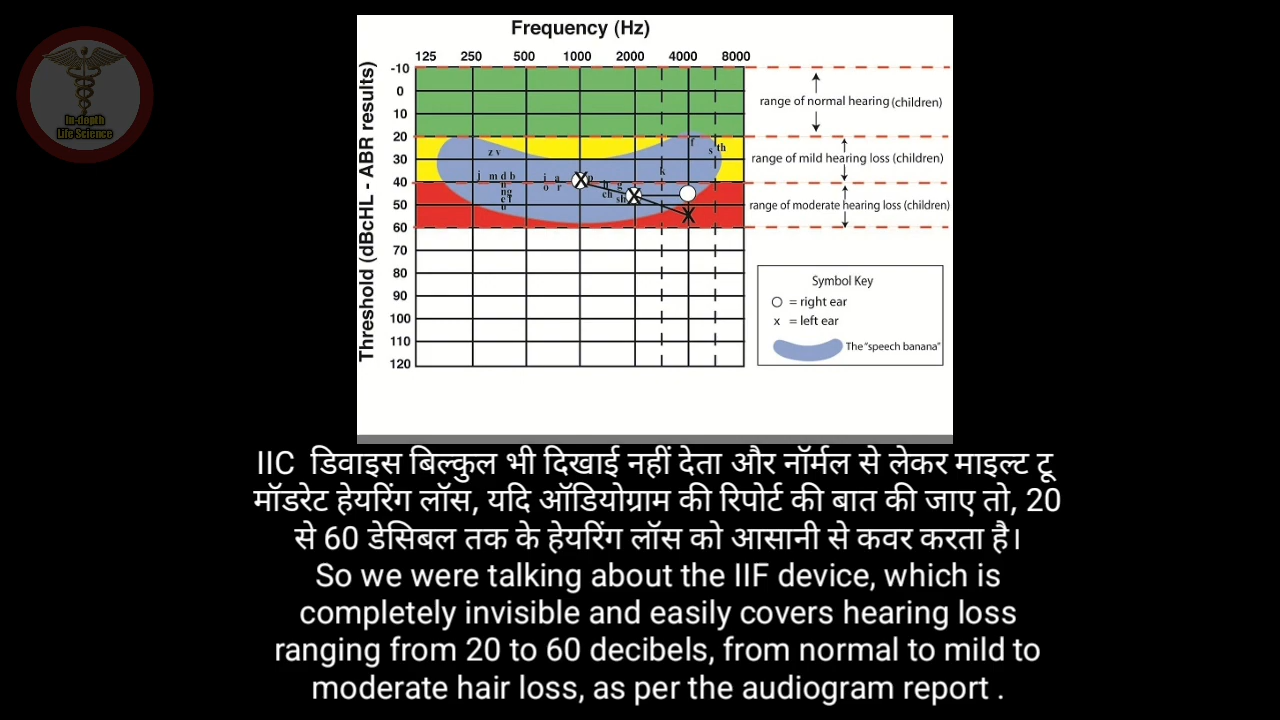 In-depth
Life Science
Frequency (Hz)
125 250 500 1000 2000 4000 8000
Threshold (dBcHL - ABR results)
-10
0
10
20
30
40
50
60
70
80
90
100
110
120
z v
j m d b
n
ng
e l
u
i a
o r
p
h g
ch
sh
k
f
s th
range of normal hearing (children)
range of mild hearing loss (children)
range of moderate hearing loss (children)
Symbol Key
O = right ear
x = left ear
The "speech banana"
IIC डिवाइस बिल्कुल भी दिखाई नहीं देता और नॉर्मल से लेकर माइल्ट टू
मॉडरेट हेयरिंग लॉस, यदि ऑडियोग्राम की रिपोर्ट की बात की जाए तो, 20
से 60 डेसिबल तक के हेयरिंग लॉस को आसानी से कवर करता है।
So we were talking about the IIF device, which is
completely invisible and easily covers hearing loss
ranging from 20 to 60 decibels, from normal to mild to
moderate hair loss, as per the audiogram report .